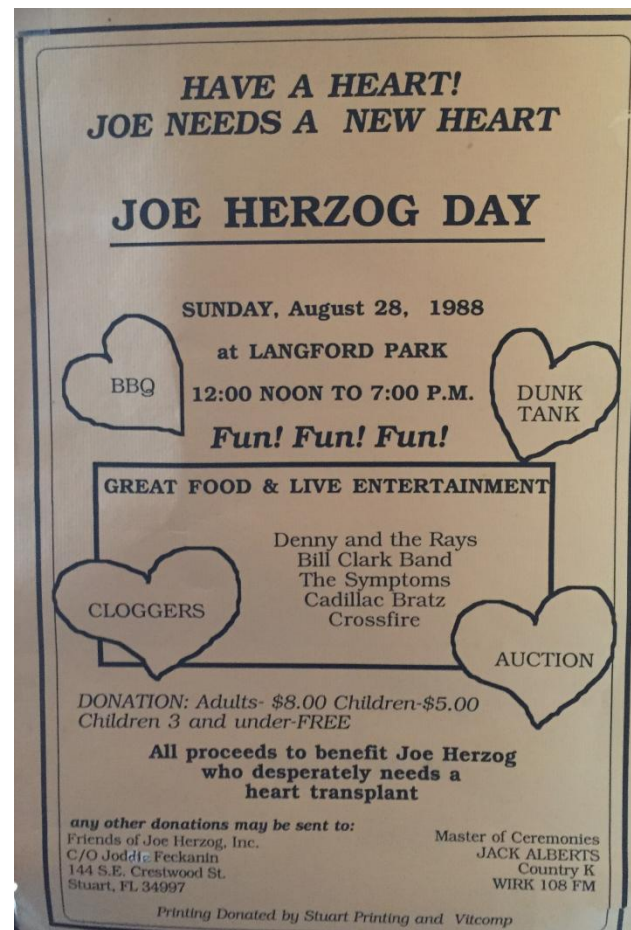 HAVE A HEART!
JOE NEEDS A NEW HEART
JOE HERZOG DAY
SUNDAY, August 28, 1988
at LANGFORD PARK
12:00 NOON TO 7:00 P.M.
Fun! Fun! Fun!
BBQ
DUNK
TANK
GREAT FOOD & LIVE ENTERTAINMENT
Denny and the Rays
Bill Clark Band
The Symptoms
Cadillac Bratz
Crossfire
CLOGGERS
AUCTION
DONATION: Adults- $8.00 Children-$5.00
Children 3 and under-FREE
All proceeds to benefit Joe Herzog
who desperately needs a
heart transplant
any other donations may be sent to:
Friends of Joe Herzog, Inc.
C/O Joddie Feckanin
144 S.E. Crestwood St.
Stuart, FL 34997
Master of Ceremonies
JACK ALBERTS
Country K
WIRK 108 FM
Printing Donated by Stuart Printing and Vitcomp